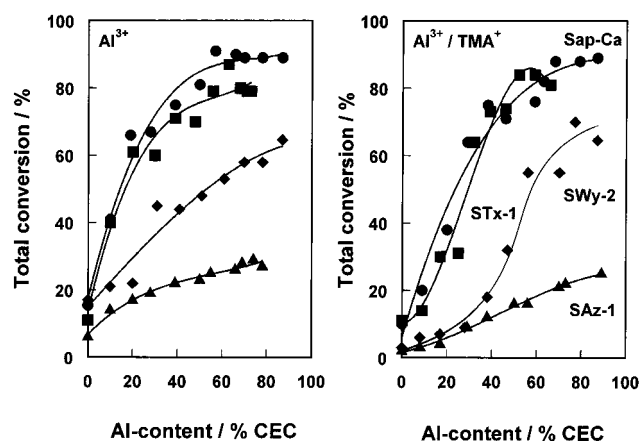 Al³⁺
Total conversion / %
100
80
60
40
20
0
0 20 40 60 80 100
Al-content / % CEC
Al³⁺ / TMA⁺
Sap-Ca
STx-1
SWy-2
SAz-1
Total conversion / %
100
80
60
40
20
0
0 20 40 60 80 100
Al-content / % CEC